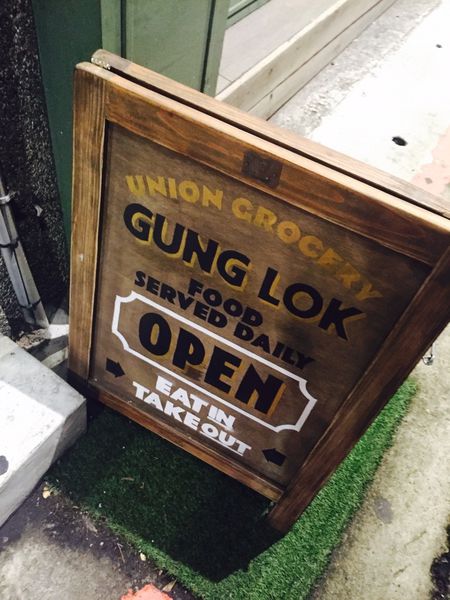 UNION GROCERY
GUNG LOK
FOOD
SERVED DAILY
OPEN
EAT IN
TAKE OUT